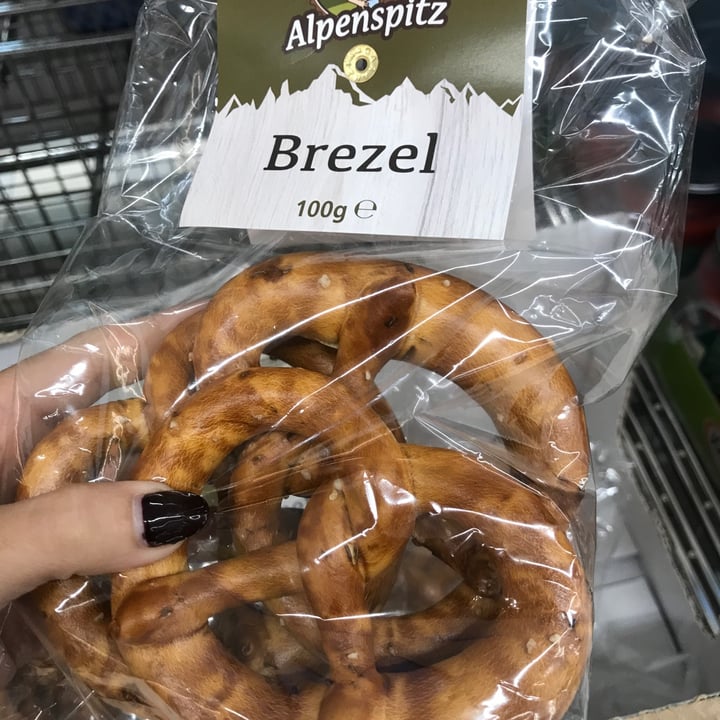 Alpenspitz
Brezel
100g ℮